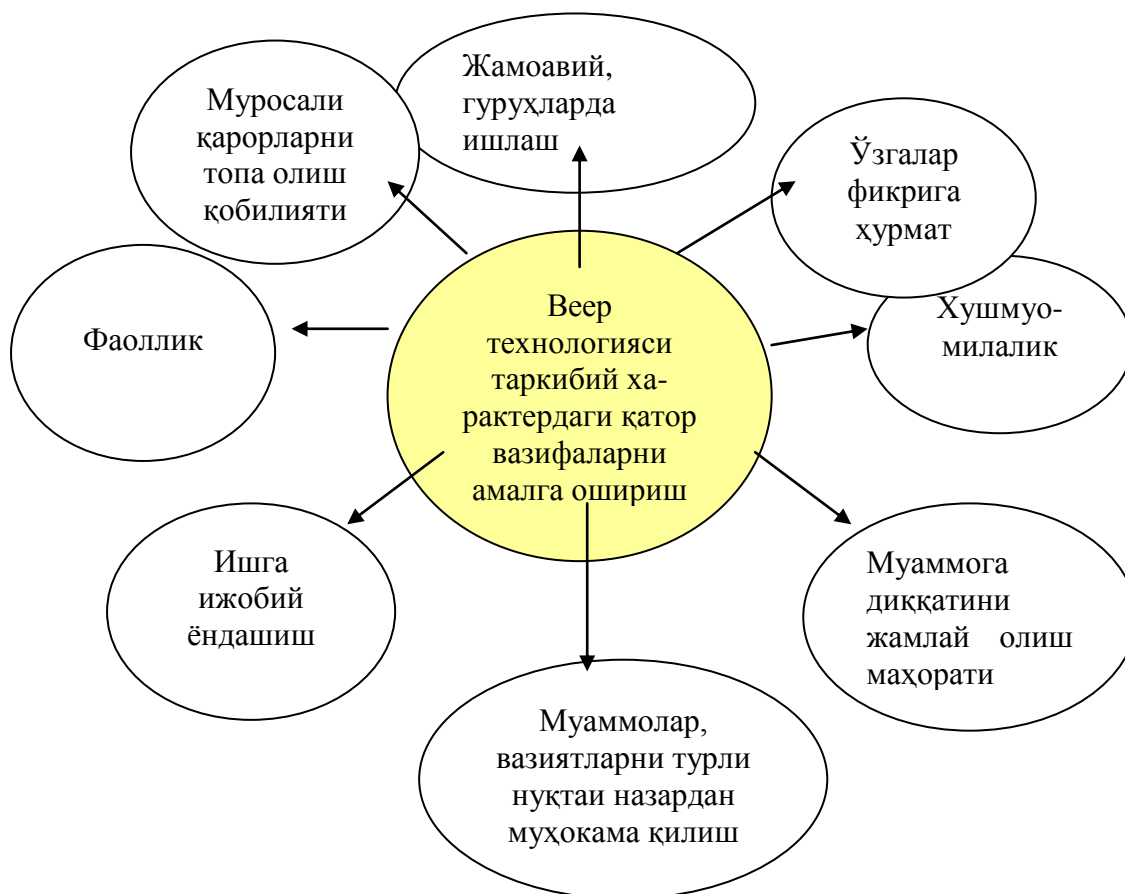 Жамоавий,
гуруҳларда
ишлаш
Муросали
қарорларни
топа олиш
қобилияти
Ўзгалар
фикрига
ҳурмат
Хушмуо-
милалик
Фаоллик
Веер
технологияси
таркибий ха-
рактердаги қатор
вазифаларни
амалга ошириш
Ишга
ижобий
ёндашиш
Муаммога
диққатини
жамлай олиш
маҳорати
Муаммолар,
вазиятларни турли
нуқтаи назардан
муҳокама қилиш